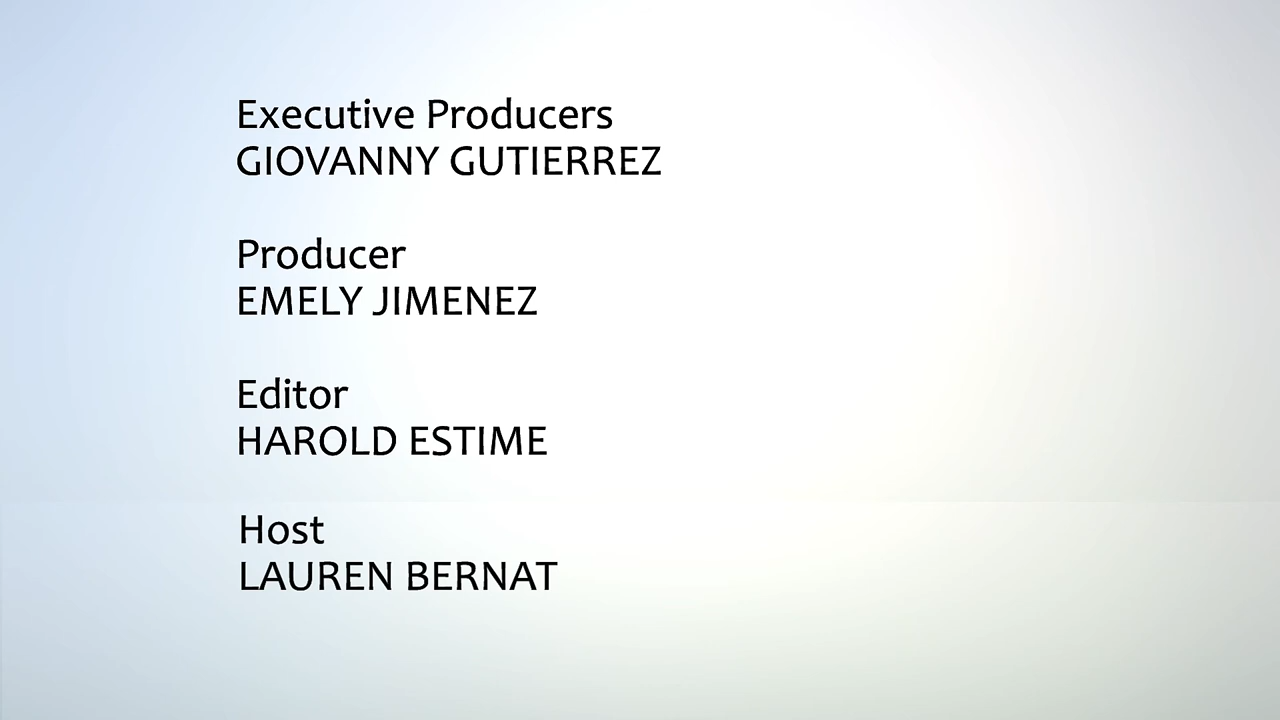 Executive Producers
GIOVANNY GUTIERREZ
Producer
EMELY JIMENEZ
Editor
HAROLD ESTIME
Host
LAUREN BERNAT